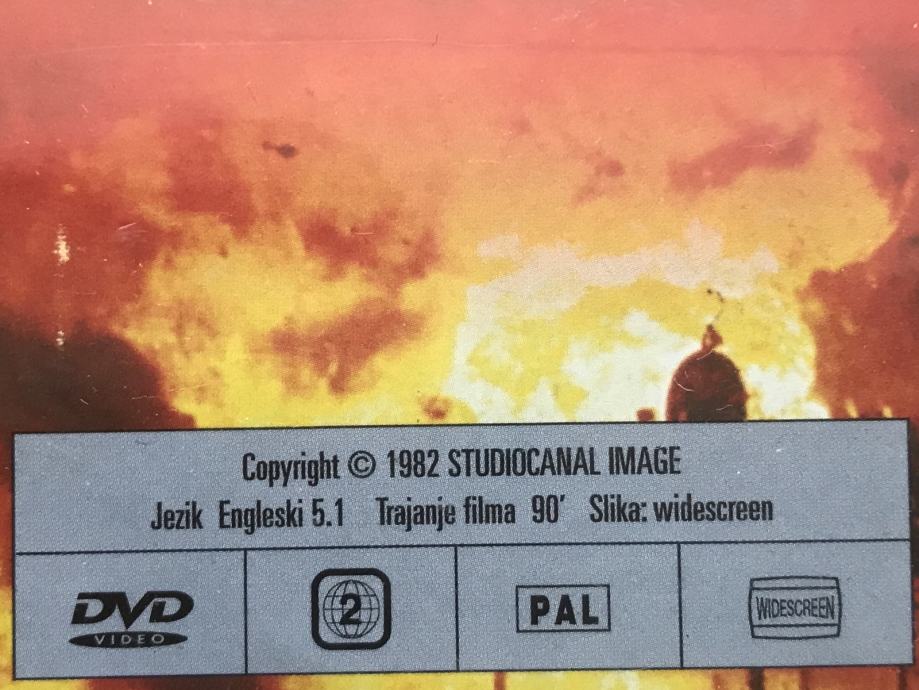 Copyright © 1982 STUDIOCANAL IMAGE
Jezik Engleski 5.1 Trajanje filma 90' Slika: widescreen
DVD VIDEO 2 PAL WIDESCREEN